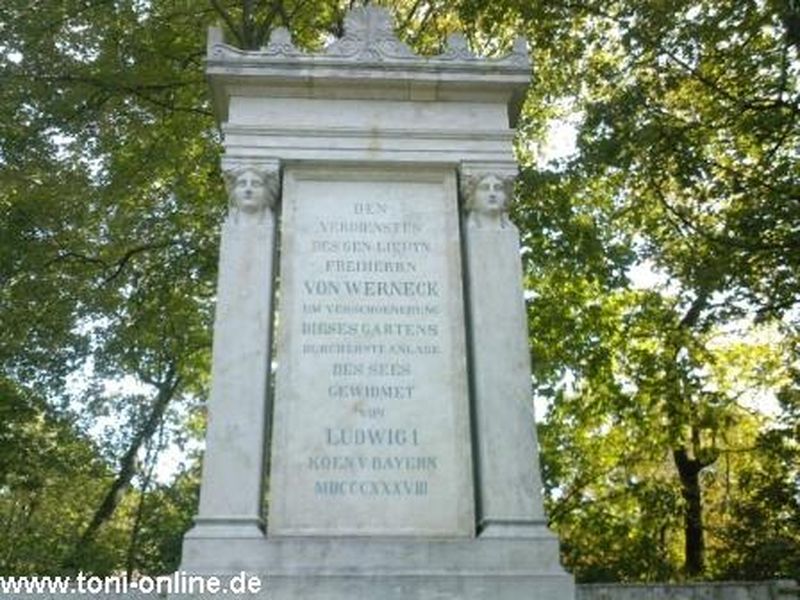 DEN
VERDIENSTEN
DES GEN. LIEUTN.
FREIHERRN
VON WERNECK
UM VERSCHOENERUNG
DIESES GARTENS
DURCH ERSTE ANLAGE
DES SEES
GEWIDMET
VON
LUDWIG I
KOEN V BAYERN
MDCCCXXXVIII
www.toni-online.de